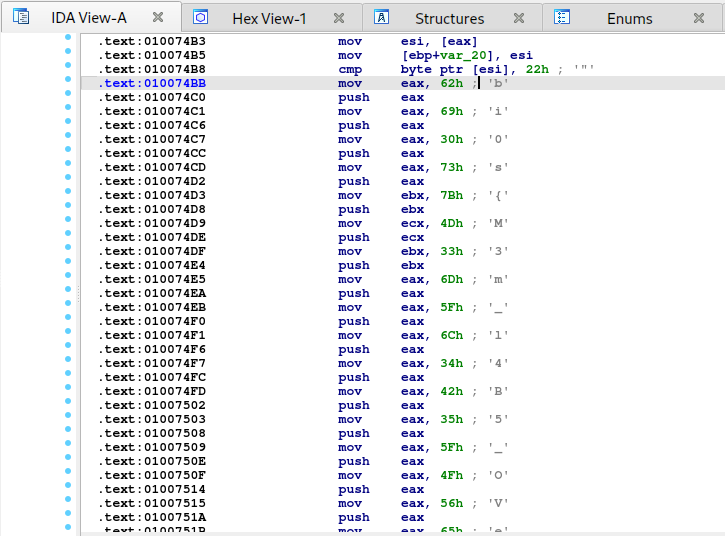 IDA View-A Hex View-1 Structures Enums
.text:010074B3 mov esi, [eax]
.text:010074B5 mov [ebp+var_20], esi
.text:010074B8 cmp byte ptr [esi], 22h ; '"'
.text:010074BB mov eax, 62h ; 'b'
.text:010074C0 push eax
.text:010074C1 mov eax, 69h ; 'i'
.text:010074C6 push eax
.text:010074C7 mov eax, 30h ; '0'
.text:010074CC push eax
.text:010074CD mov eax, 73h ; 's'
.text:010074D2 push eax
.text:010074D3 mov ebx, 7Bh ; '{'
.text:010074D8 push ebx
.text:010074D9 mov ecx, 4Dh ; 'M'
.text:010074DE push ecx
.text:010074DF mov ebx, 33h ; '3'
.text:010074E4 push ebx
.text:010074E5 mov eax, 6Dh ; 'm'
.text:010074EA push eax
.text:010074EB mov eax, 5Fh ; '_'
.text:010074F0 push eax
.text:010074F1 mov eax, 6Ch ; 'l'
.text:010074F6 push eax
.text:010074F7 mov eax, 34h ; '4'
.text:010074FC push eax
.text:010074FD mov eax, 42h ; 'B'
.text:01007502 push eax
.text:01007503 mov eax, 35h ; '5'
.text:01007508 push eax
.text:01007509 mov eax, 5Fh ; '_'
.text:0100750E push eax
.text:0100750F mov eax, 4Fh ; 'O'
.text:01007514 push eax
.text:01007515 mov eax, 56h ; 'V'
.text:0100751A push eax
.text:0100751B mov eax, 65h ; 'e'